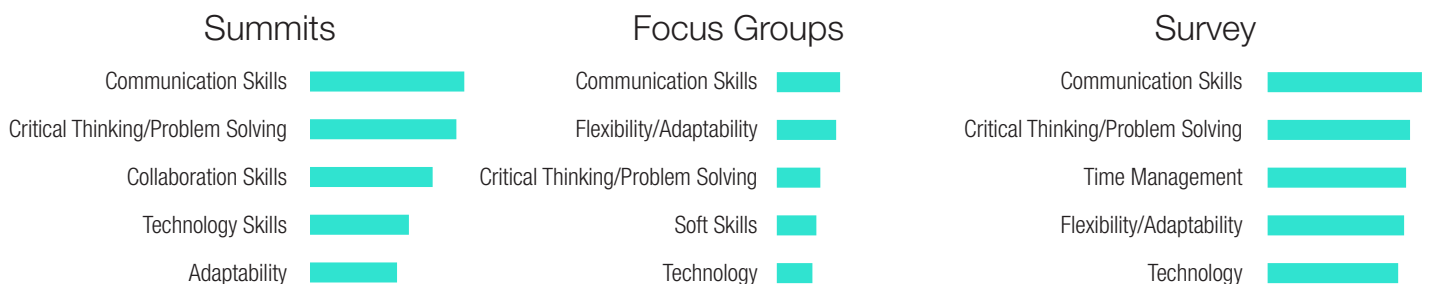 Summits
Communication Skills
Critical Thinking/Problem Solving
Collaboration Skills
Technology Skills
Adaptability
Focus Groups
Communication Skills
Flexibility/Adaptability
Critical Thinking/Problem Solving
Soft Skills
Technology
Survey
Communication Skills
Critical Thinking/Problem Solving
Time Management
Flexibility/Adaptability
Technology